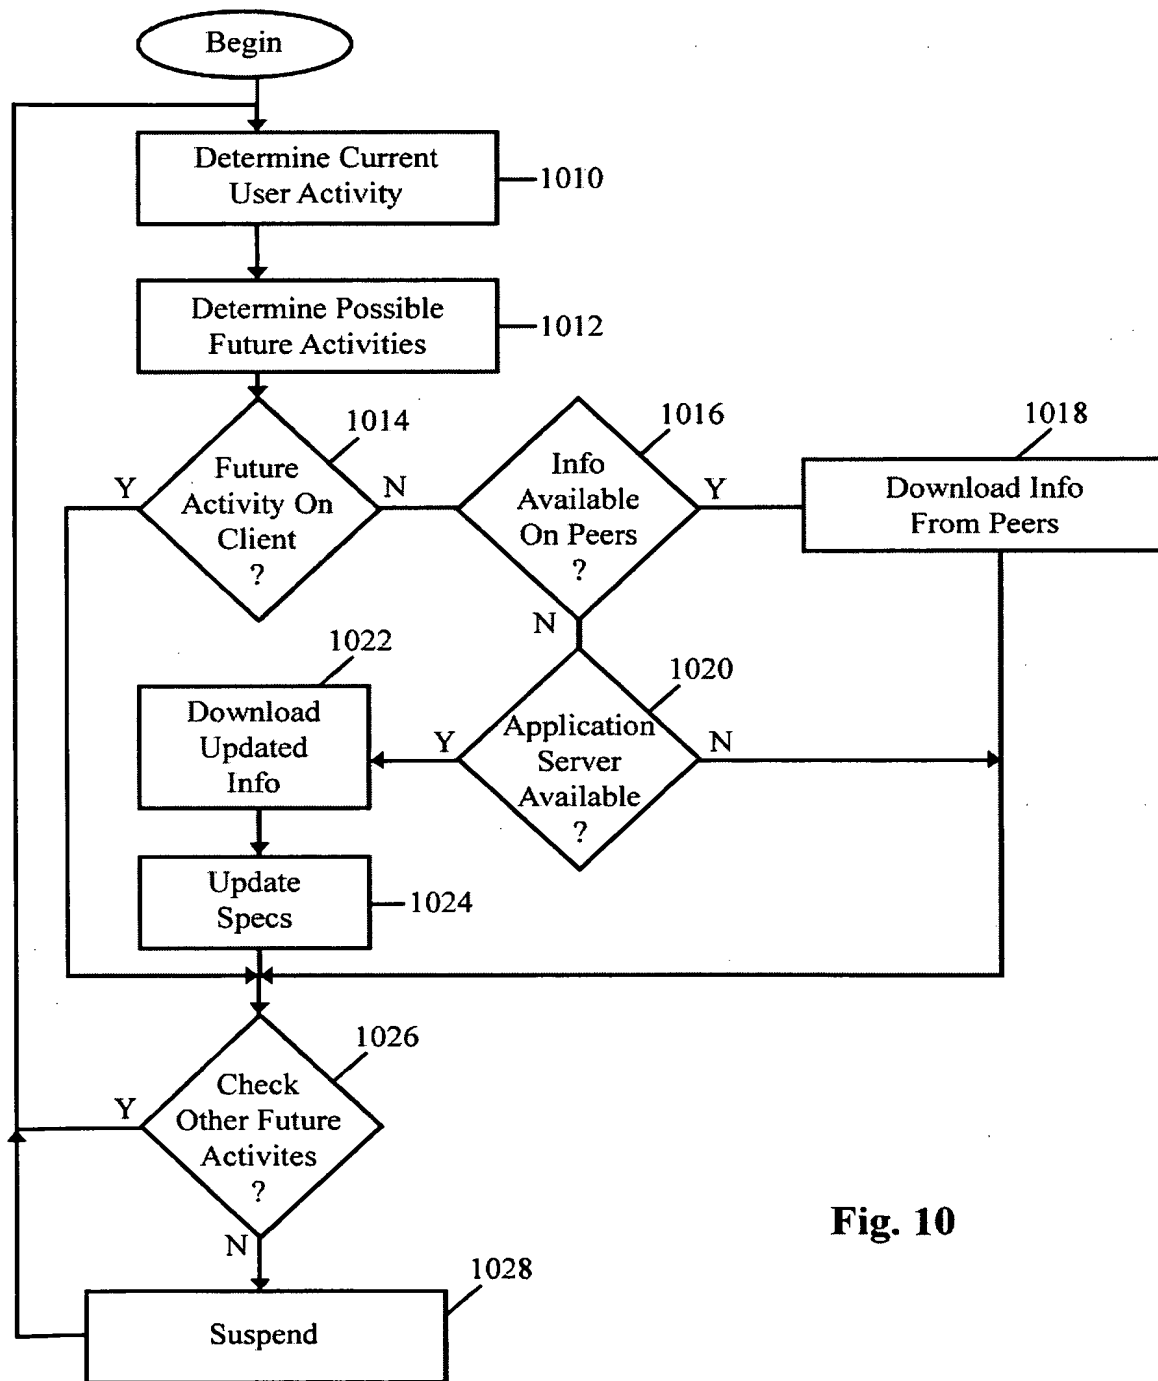 Begin
Determine Current
User Activity
1010
Determine Possible
Future Activities
1012
1014
Future
Activity On
Client
?
Y
N
1016
Info
Available
On Peers
?
Y
N
1018
Download Info
From Peers
1022
Download
Updated
Info
1020
Application
Server
Available
?
Y
N
Update
Specs
1024
1026
Check
Other Future
Activites
?
Y
N
1028
Suspend
Fig. 10